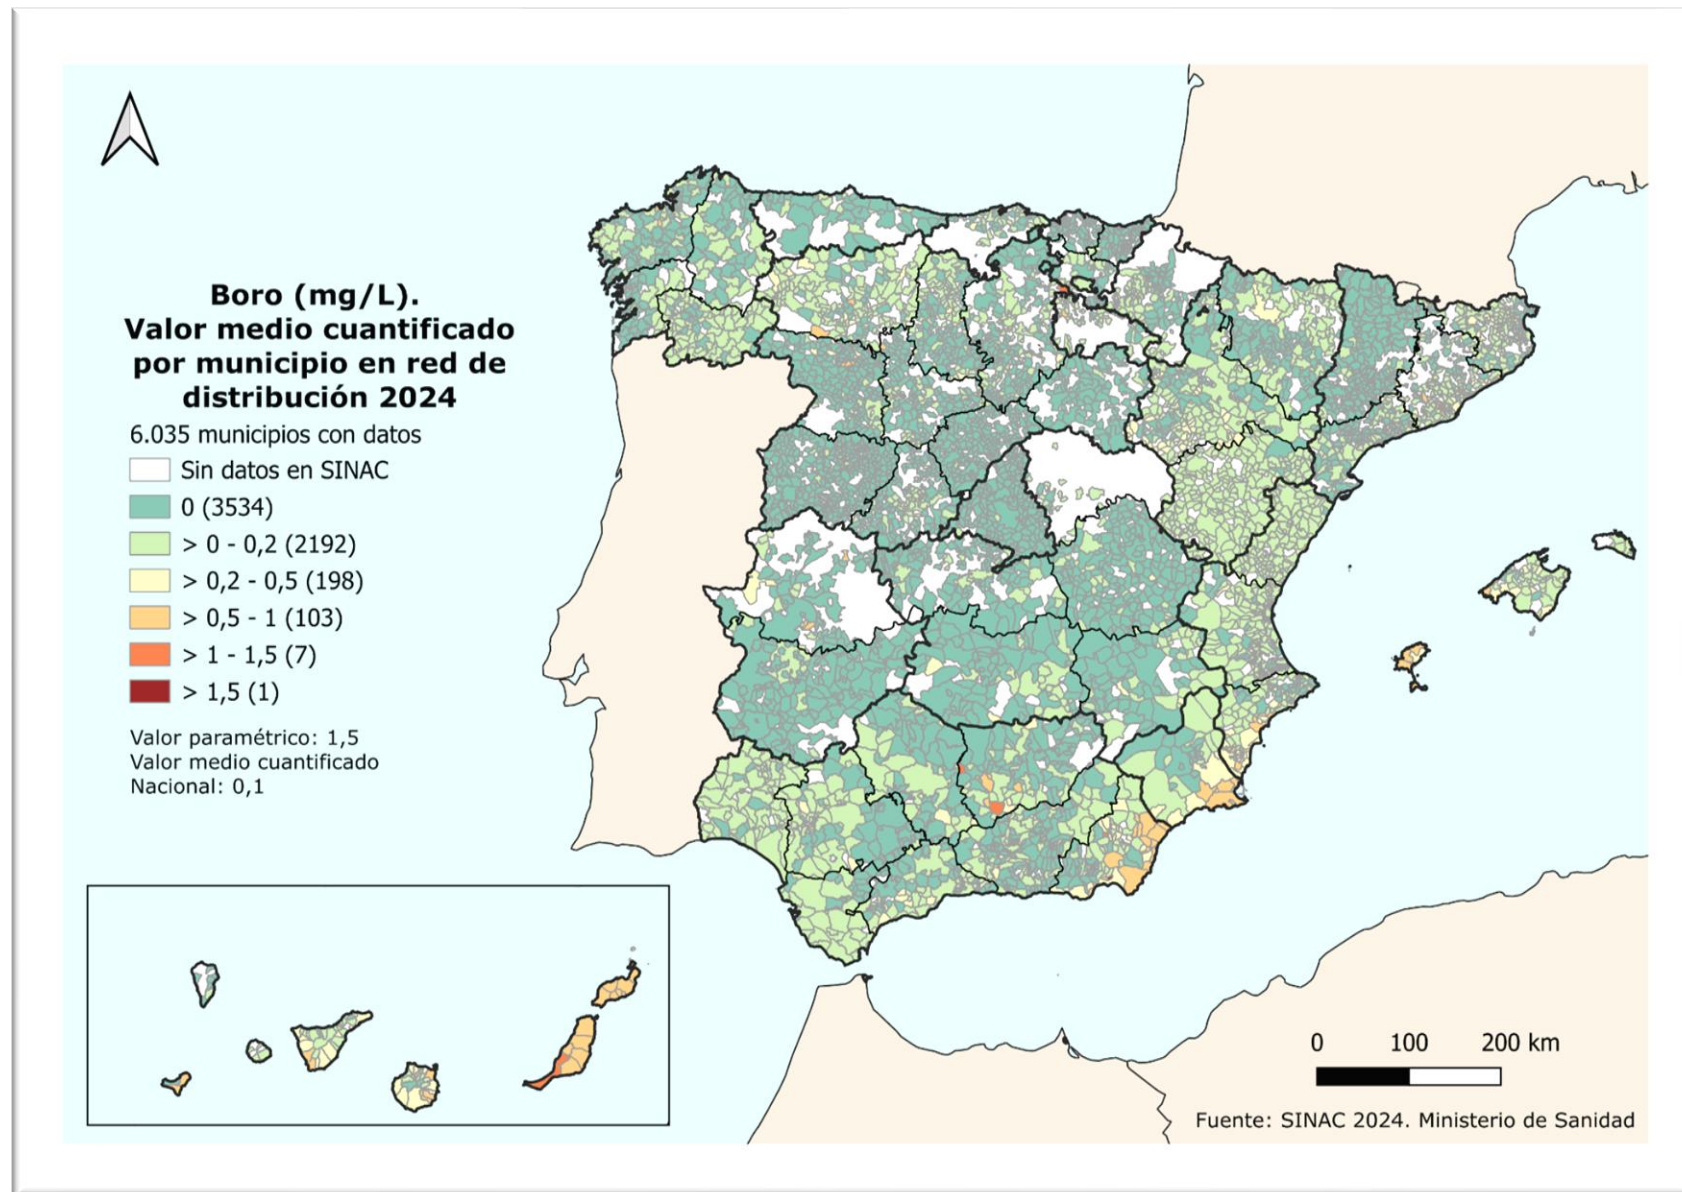 Boro (mg/L).
Valor medio cuantificado
por municipio en red de
distribución 2024
6.035 municipios con datos
Sin datos en SINAC
0 (3534)
> 0 - 0,2 (2192)
> 0,2 - 0,5 (198)
> 0,5 - 1 (103)
> 1 - 1,5 (7)
> 1,5 (1)
Valor paramétrico: 1,5
Valor medio cuantificado
Nacional: 0,1
0 100 200 km
Fuente: SINAC 2024. Ministerio de Sanidad